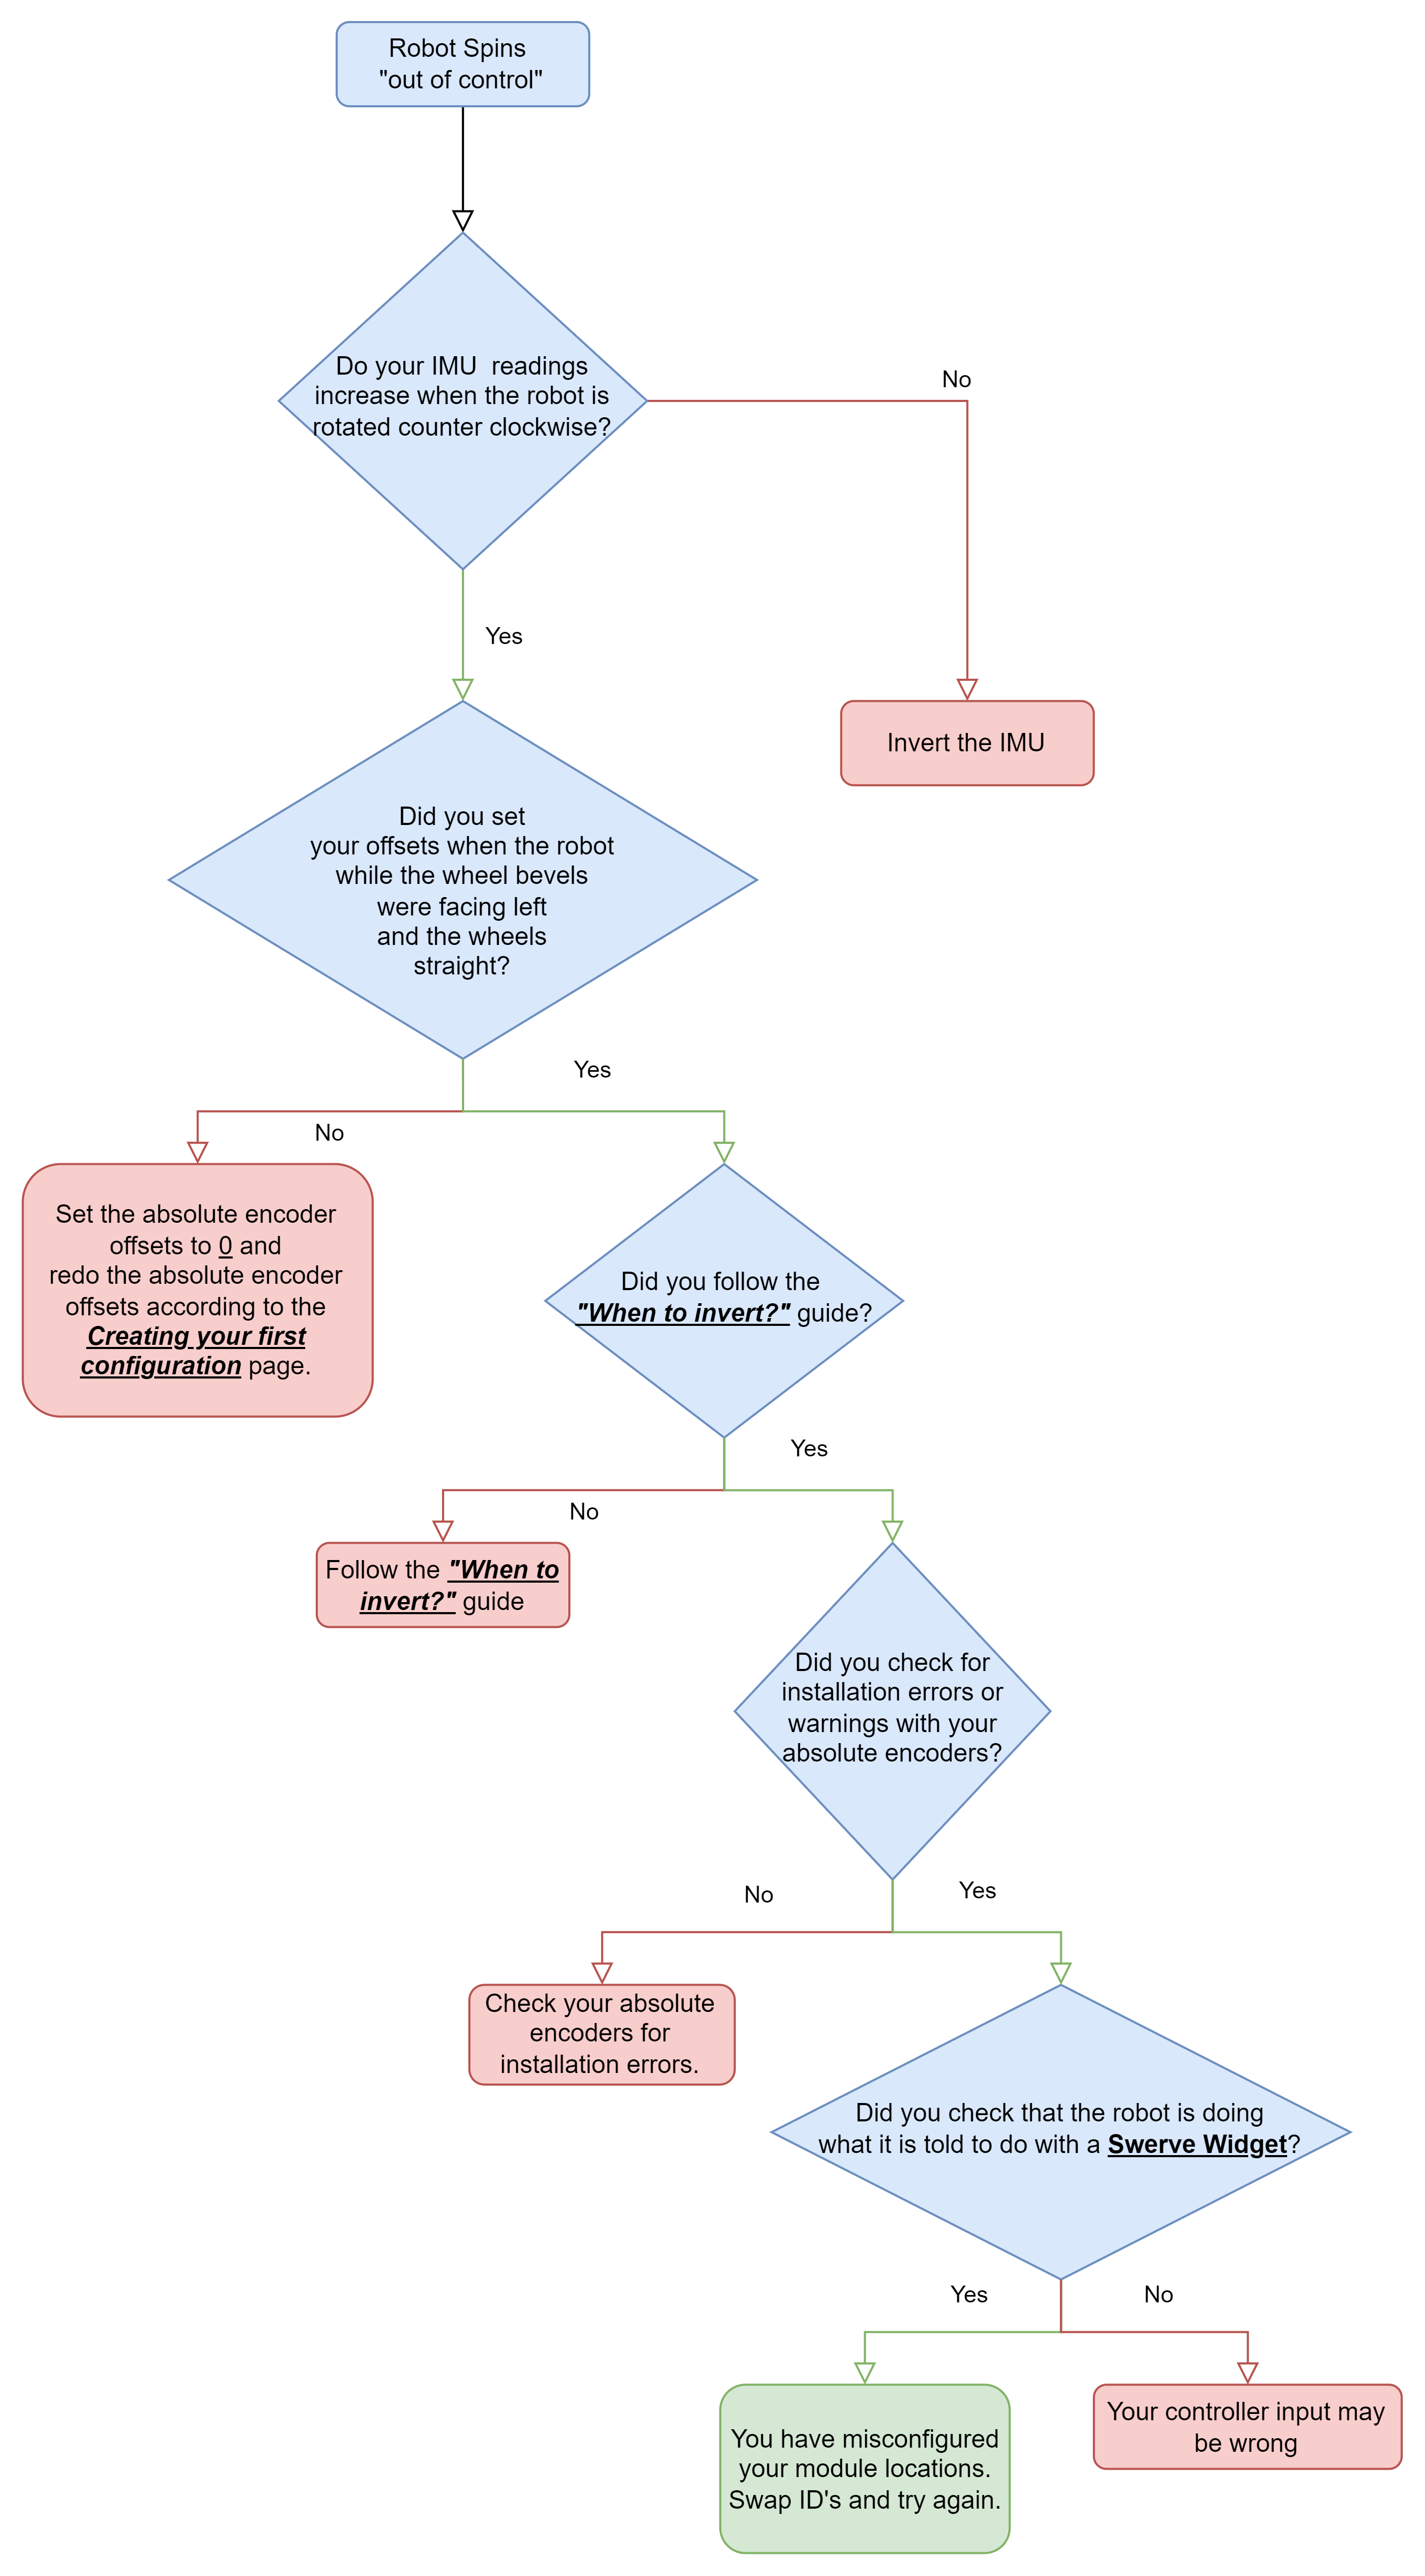 Robot Spins
"out of control"
Do your IMU  readings
increase when the robot is
rotated counter clockwise?
No
Yes
Invert the IMU
Did you set
your offsets when the robot
while the wheel bevels
were facing left
and the wheels
straight?
Yes
No
Set the absolute encoder
offsets to 0 and
redo the absolute encoder
offsets according to the
Creating your first
configuration page.
Did you follow the
"When to invert?" guide?
Yes
No
Follow the "When to
invert?" guide
Did you check for
installation errors or
warnings with your
absolute encoders?
No
Yes
Check your absolute
encoders for
installation errors.
Did you check that the robot is doing
what it is told to do with a Swerve Widget?
Yes
No
You have misconfigured
your module locations.
Swap ID's and try again.
Your controller input may
be wrong